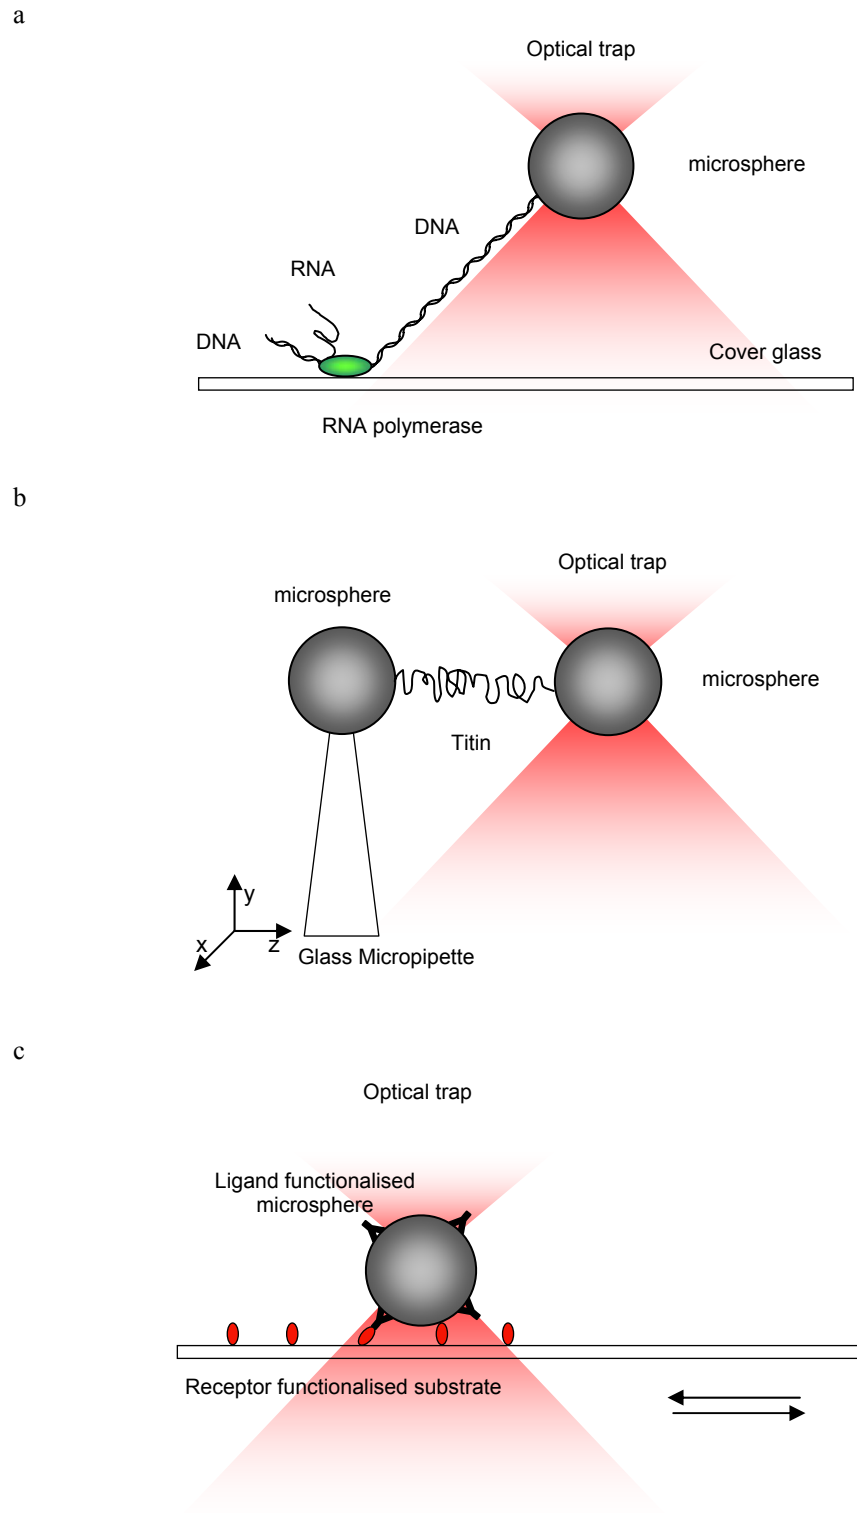 a
Optical trap
microsphere
DNA
RNA
DNA
Cover glass
RNA polymerase
b
Optical trap
microsphere
microsphere
Titin
y
x
z
Glass Micropipette
c
Optical trap
Ligand functionalised
microsphere
Receptor functionalised substrate